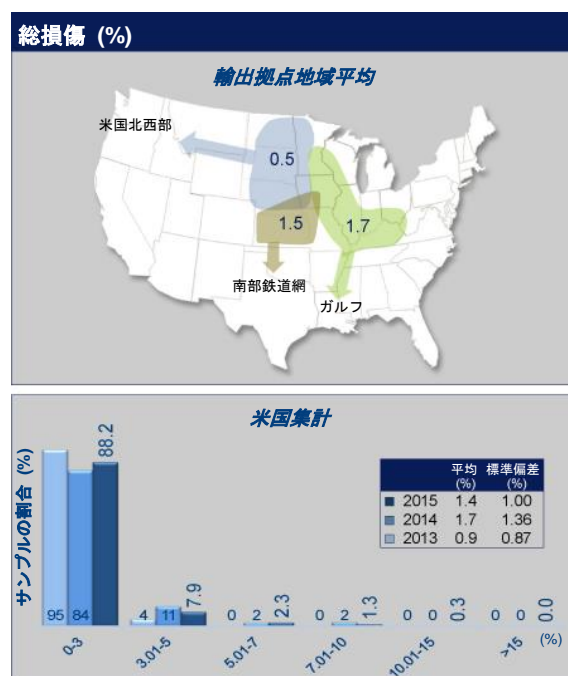 総損傷 (%)
輸出拠点地域平均
米国北西部
0.5
1.5
1.7
南部鉄道網
ガルフ
米国集計
サンプルの割合 (%)
平均 標準偏差
(%) (%)
2015 1.4 1.00
2014 1.7 1.36
2013 0.9 0.87
95 84 88.2
4 11 7.9
0 2 2.3
0 2 1.3
0 0 0.3
0 0 0.0
0-3 3.01-5 5.01-7 7.01-10 10.01-15 >15 (%)